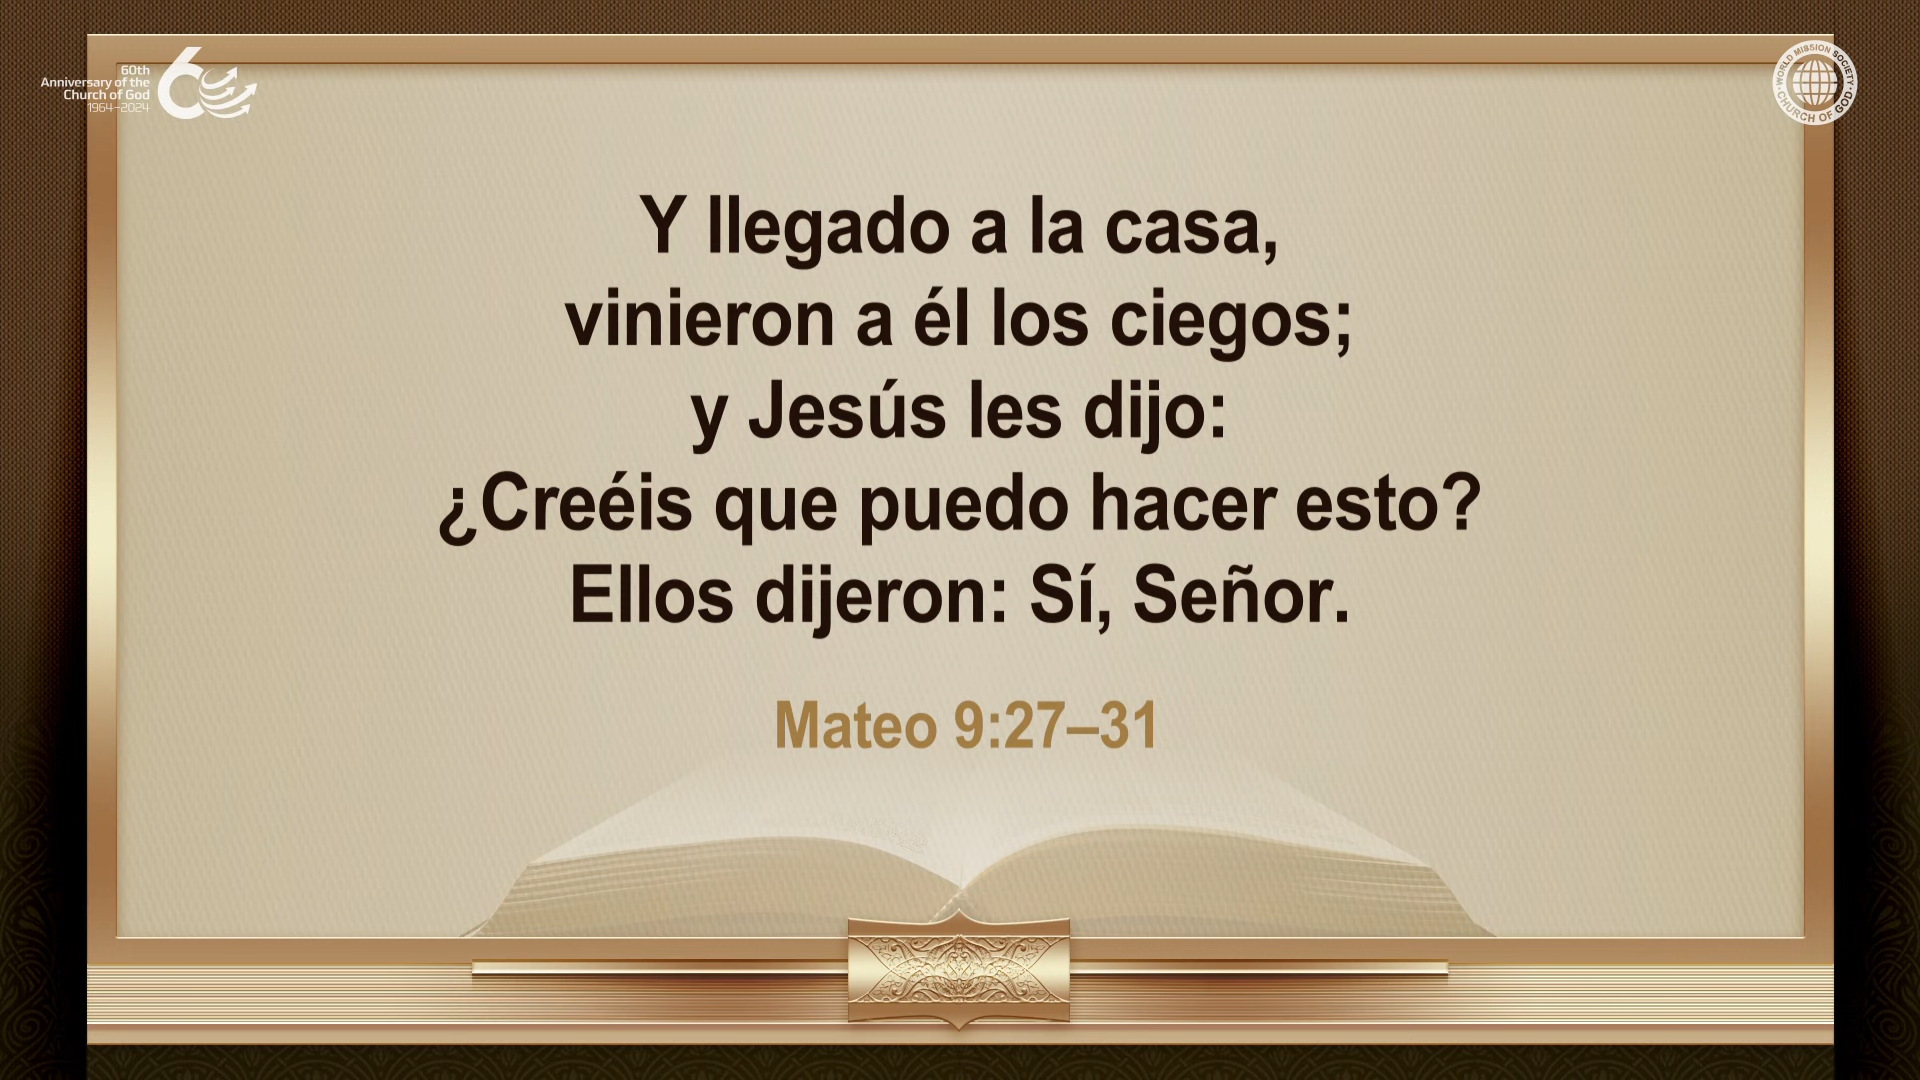 60th
Anniversary of the
Church of God
1964–2024
WORLD MISSION SOCIETY
CHURCH OF GOD
Y llegado a la casa,
vinieron a él los ciegos;
y Jesús les dijo:
¿Creéis que puedo hacer esto?
Ellos dijeron: Sí, Señor.
Mateo 9:27–31